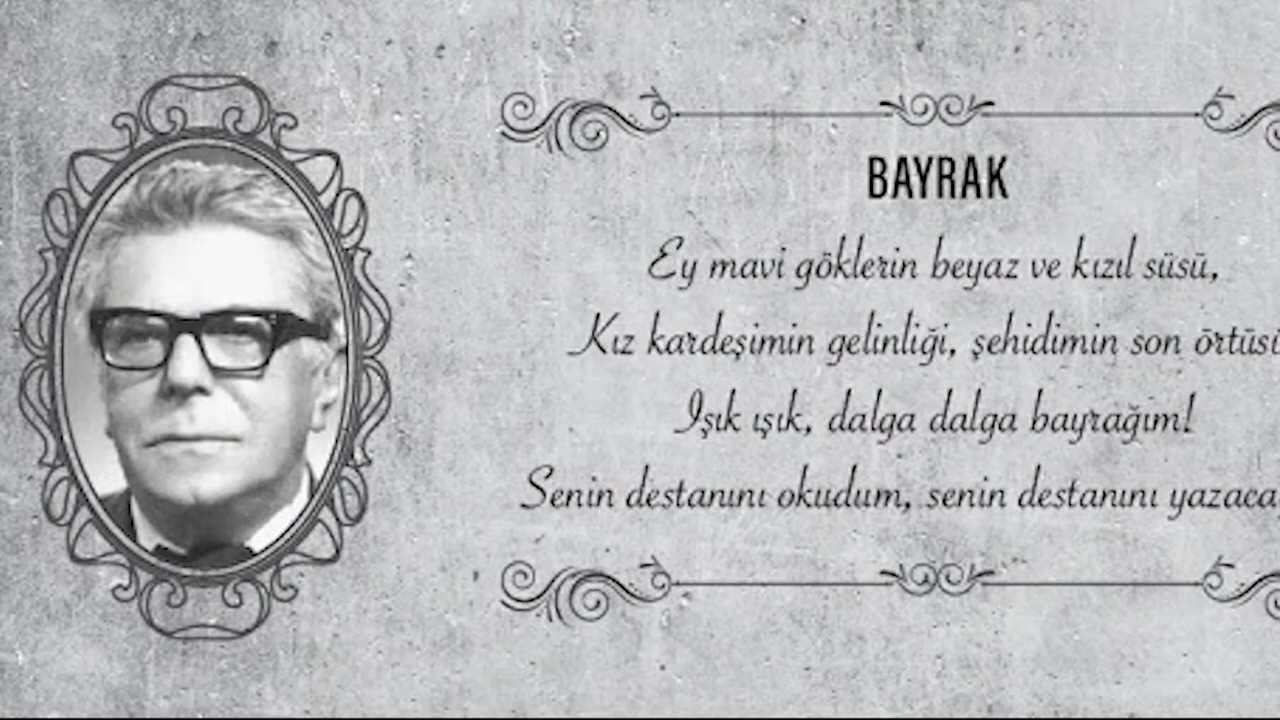 BAYRAK
Ey mavi göklerin beyaz ve kızıl süsü,
Kız kardeşimin gelinliği, şehidimin son örtüsü
Işık ışık, dalga dalga bayrağım!
Senin destanını okudum, senin destanını